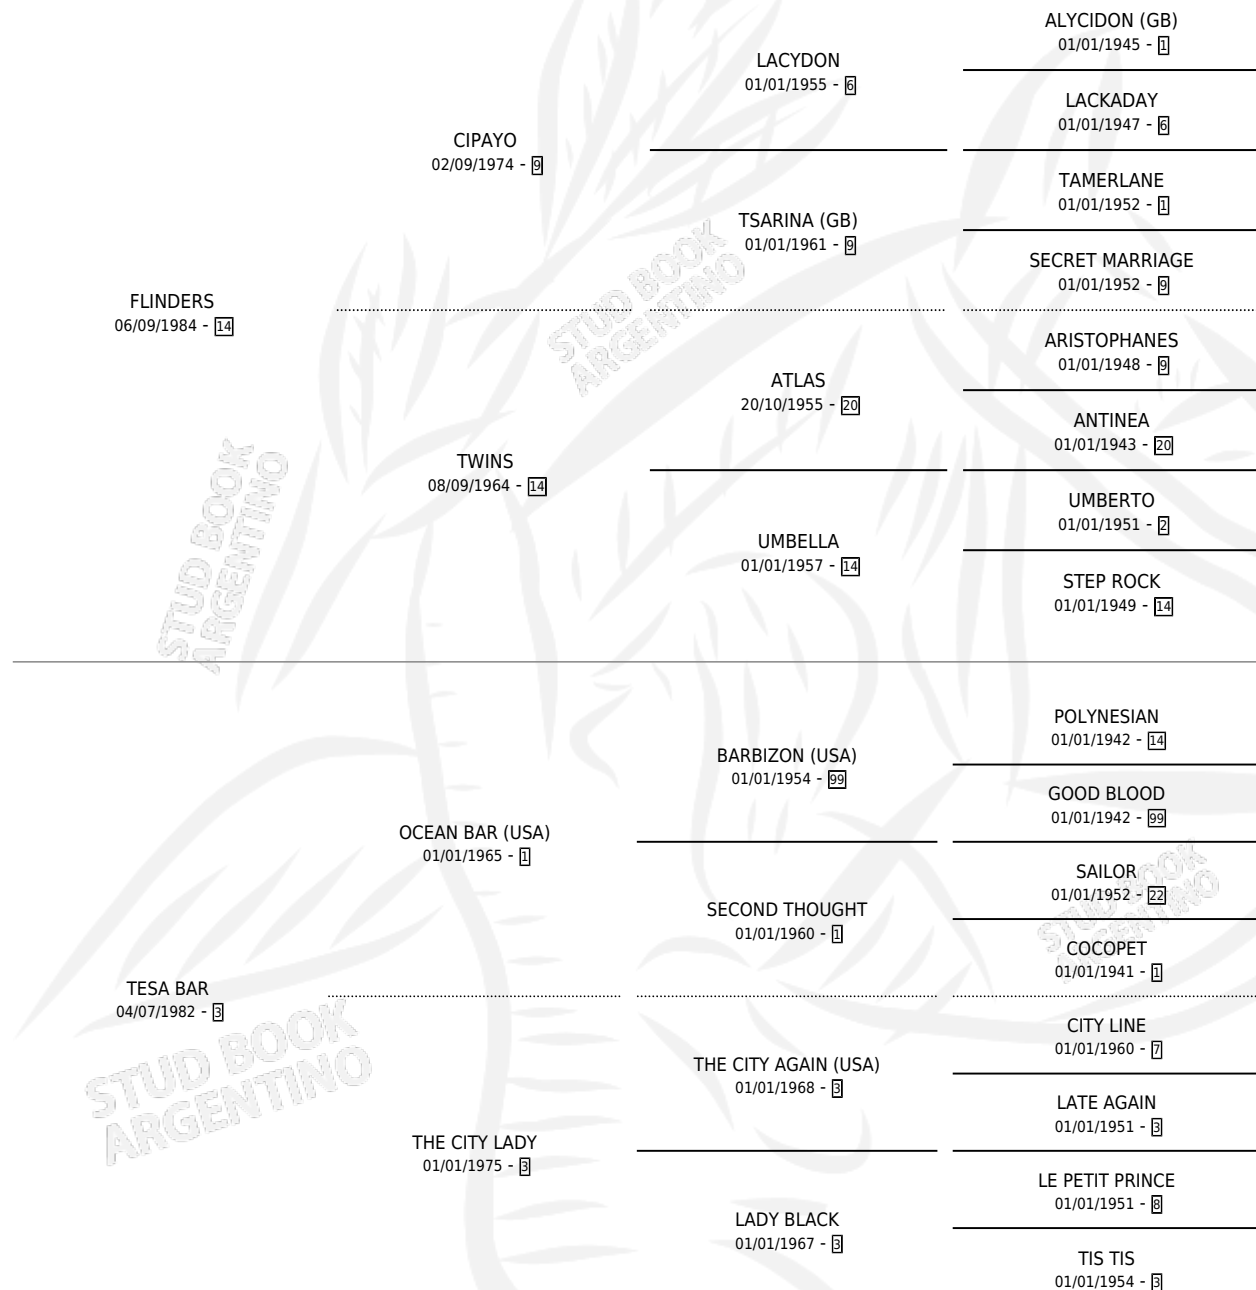 ALYCIDON (GB)
01/01/1945 - 1
LACYDON
01/01/1955 - 6
LACKADAY
01/01/1947 - 6
CIPAYO
02/09/1974 - 9
TAMERLANE
01/01/1952 - 1
TSARINA (GB)
01/01/1961 - 9
SECRET MARRIAGE
01/01/1952 - 9
FLINDERS
06/09/1984 - 14
STUD BOOK
ARGENTINO
ARISTOPHANES
01/01/1948 - 9
ATLAS
20/10/1955 - 20
ANTINEA
01/01/1943 - 20
TWINS
08/09/1964 - 14
UMBERTO
01/01/1951 - 2
UMBELLA
01/01/1957 - 14
STEP ROCK
01/01/1949 - 14
STUD BOOK
ARGENTINO
POLYNESIAN
01/01/1942 - 14
BARBIZON (USA)
01/01/1954 - 99
GOOD BLOOD
01/01/1942 - 99
OCEAN BAR (USA)
01/01/1965 - 1
SAILOR
01/01/1952 - 22
SECOND THOUGHT
01/01/1960 - 1
STUD BOOK
ARGENTINO
COCOPET
01/01/1941 - 1
TESA BAR
04/07/1982 - 3
STUD BOOK
ARGENTINO
CITY LINE
01/01/1960 - 7
THE CITY AGAIN (USA)
01/01/1968 - 3
LATE AGAIN
01/01/1951 - 3
THE CITY LADY
01/01/1975 - 3
LE PETIT PRINCE
01/01/1951 - 8
LADY BLACK
01/01/1967 - 3
TIS TIS
01/01/1954 - 3